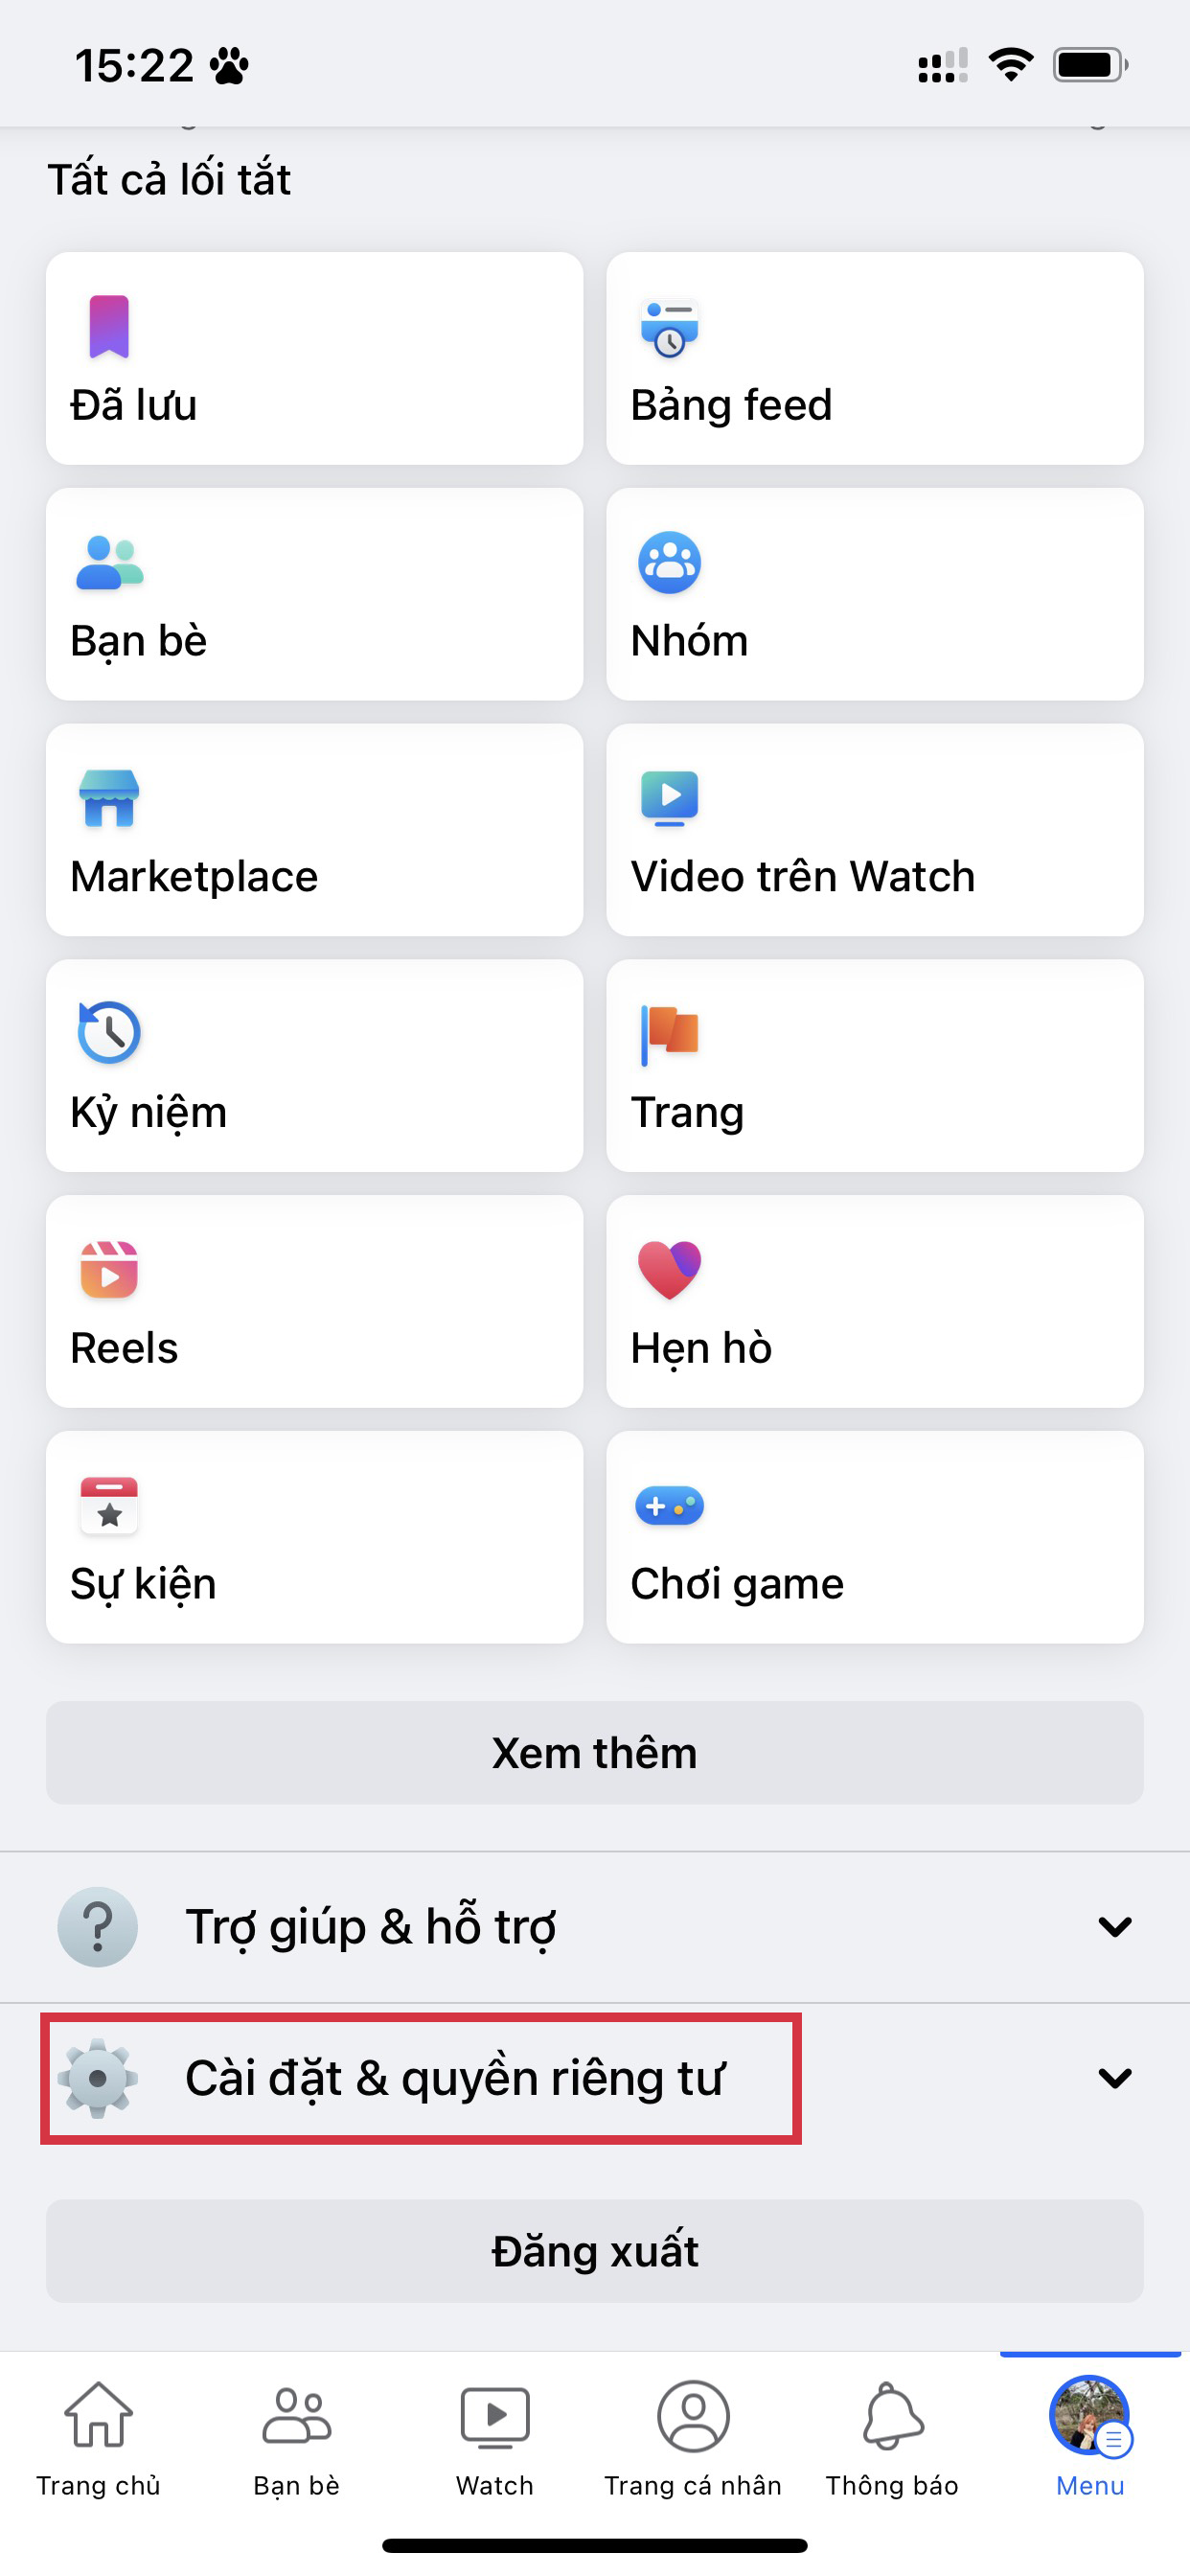 15:22
Tất cả lối tắt
Đã lưu
Bảng feed
Bạn bè
Nhóm
Marketplace
Video trên Watch
Kỷ niệm
Trang
Reels
Hẹn hò
Sự kiện
Chơi game
Xem thêm
Trợ giúp & hỗ trợ
Cài đặt & quyền riêng tư
Đăng xuất
Trang chủ
Bạn bè
Watch
Trang cá nhân
Thông báo
Menu